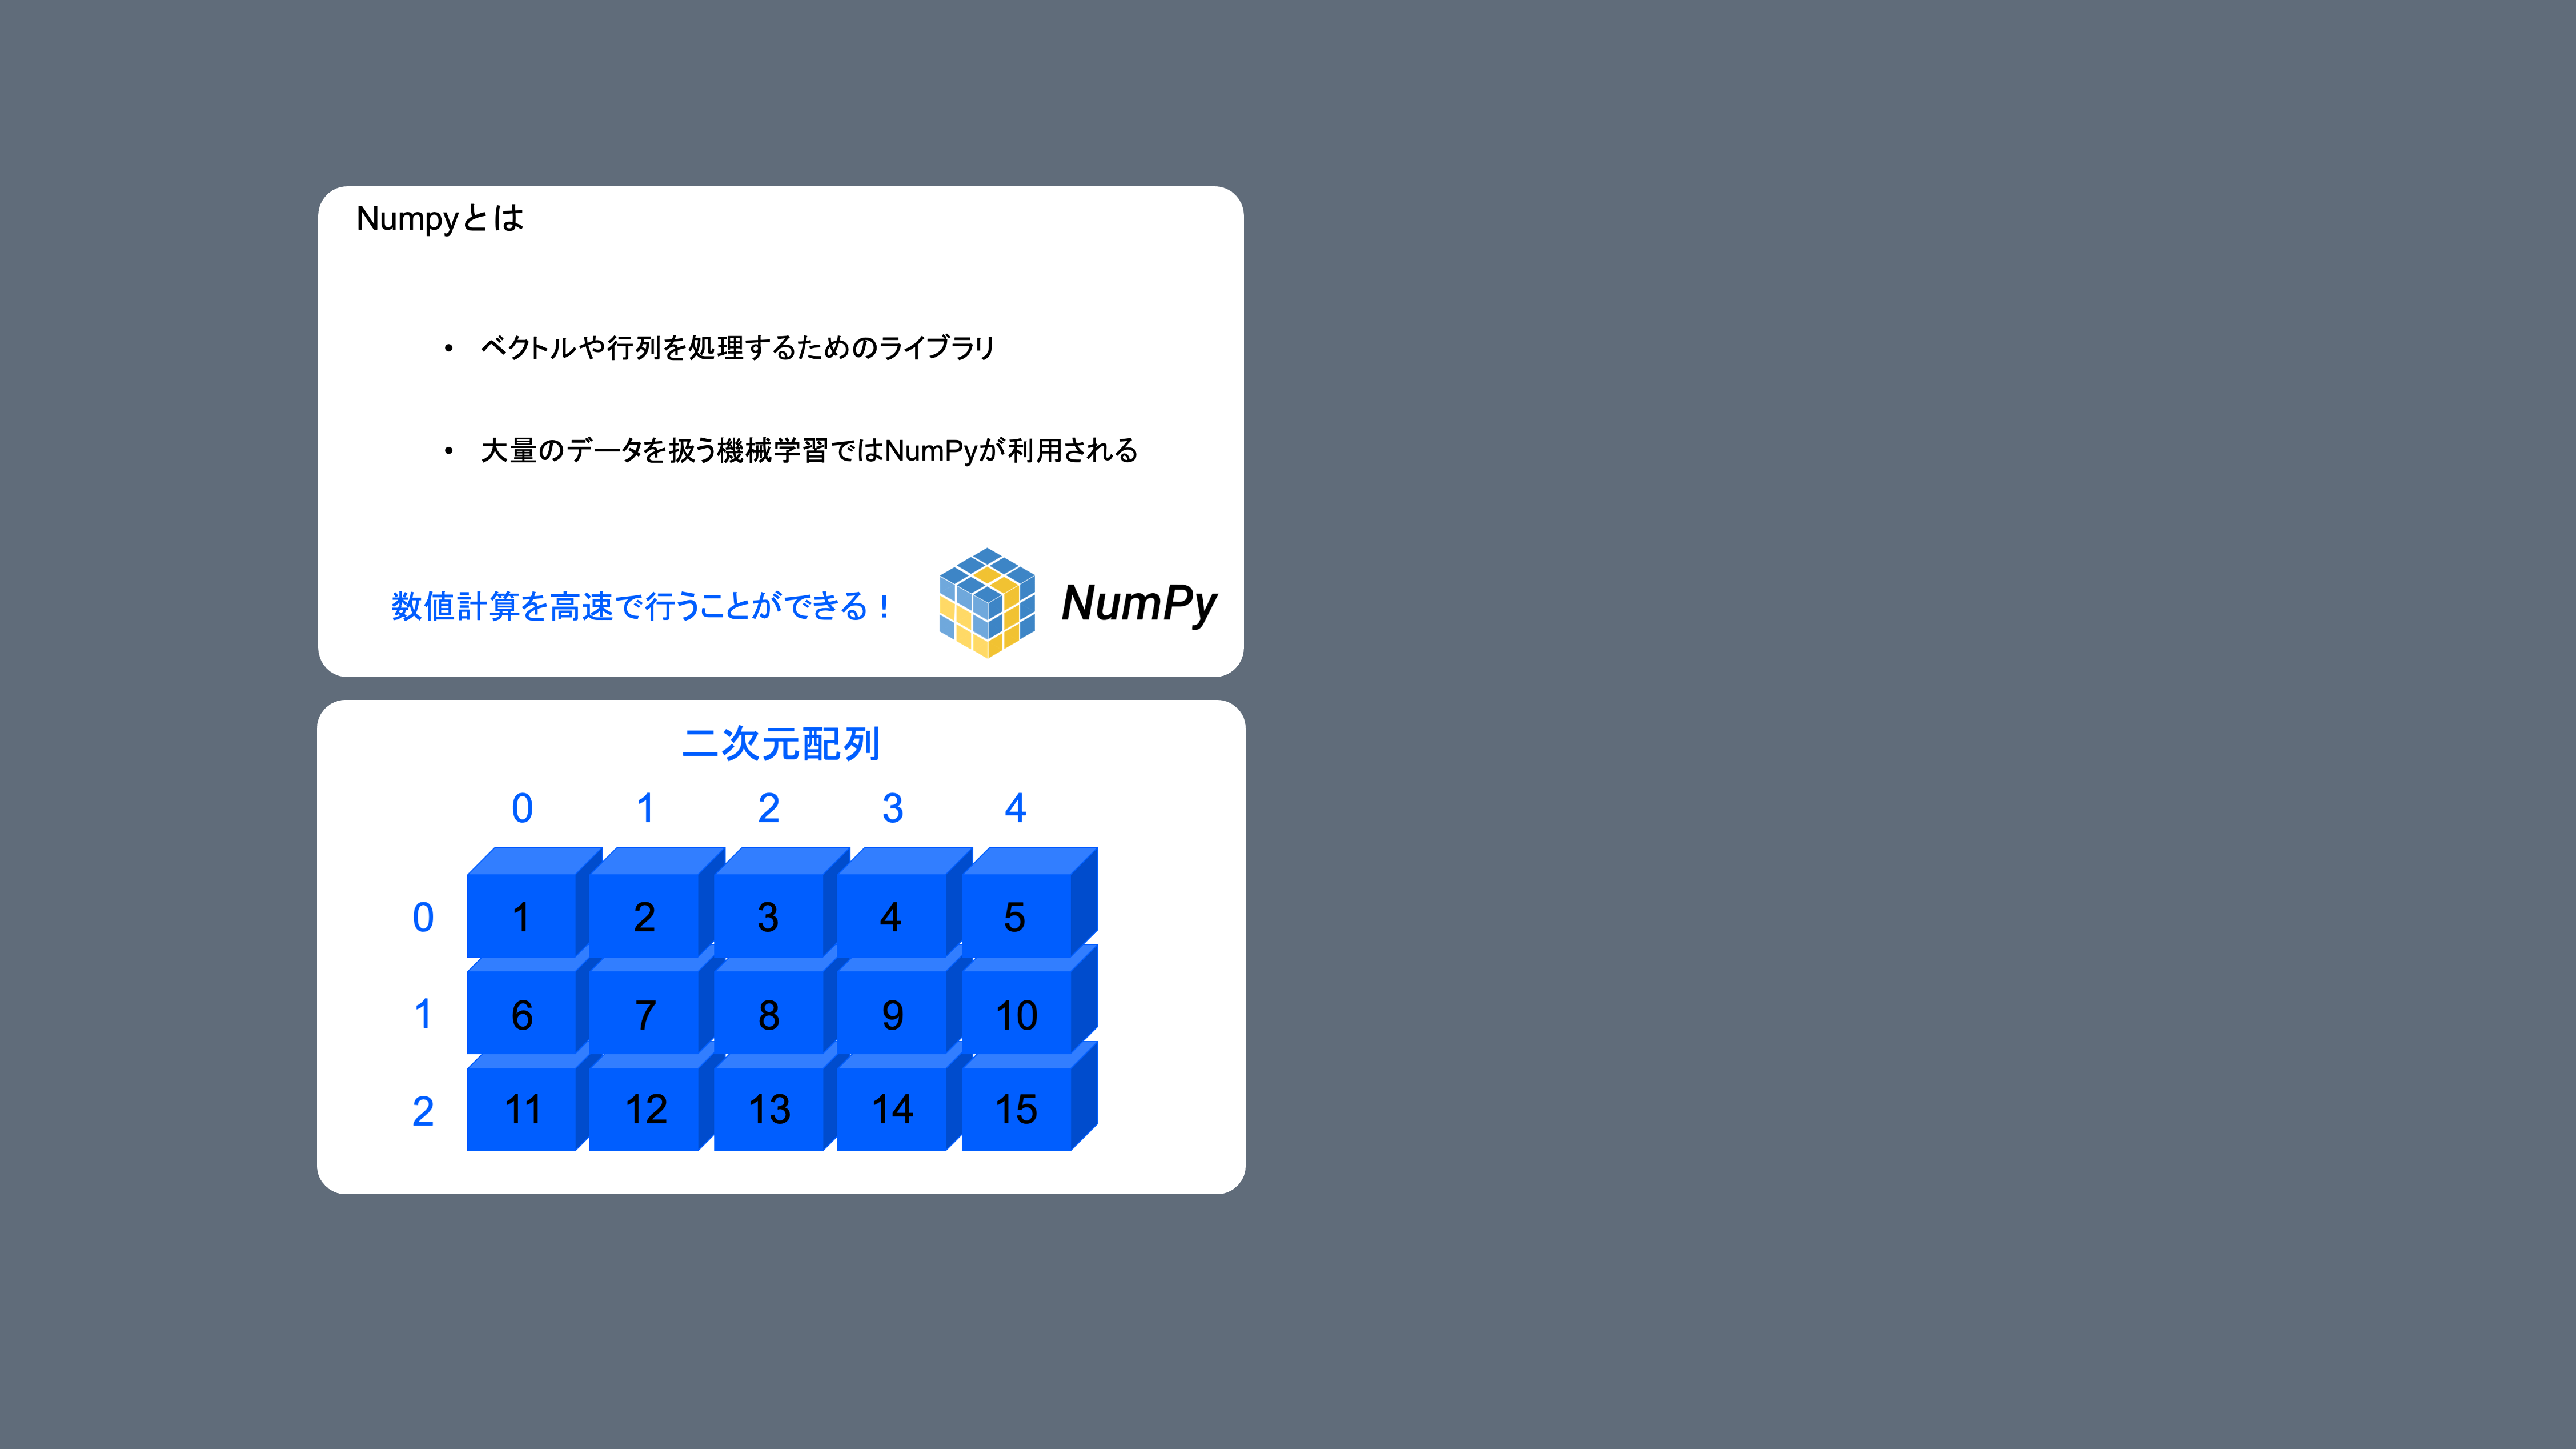 Numpyとは
• ベクトルや行列を処理するためのライブラリ
• 大量のデータを扱う機械学習ではNumPyが利用される
数値計算を高速で行うことができる！
NumPy
二次元配列
0 1 2 3 4
0 1 2 3 4 5
1 6 7 8 9 10
2 11 12 13 14 15